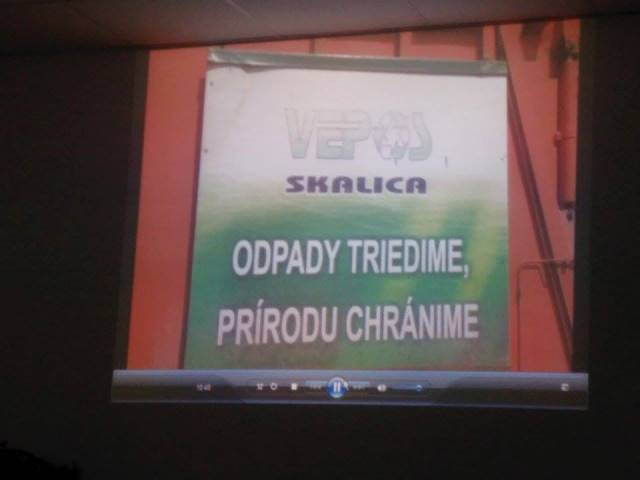 VEPOS
SKALICA
ODPADY TRIEDIME,
PRÍRODU CHRÁNIME